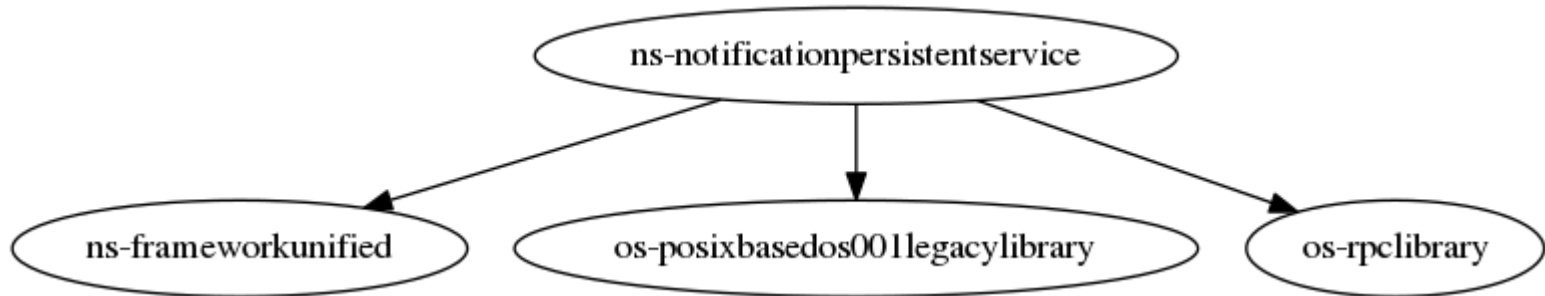 ns-notificationpersistentservice
ns-frameworkunified
os-posixbasedos001legacylibrary
os-rpclibrary